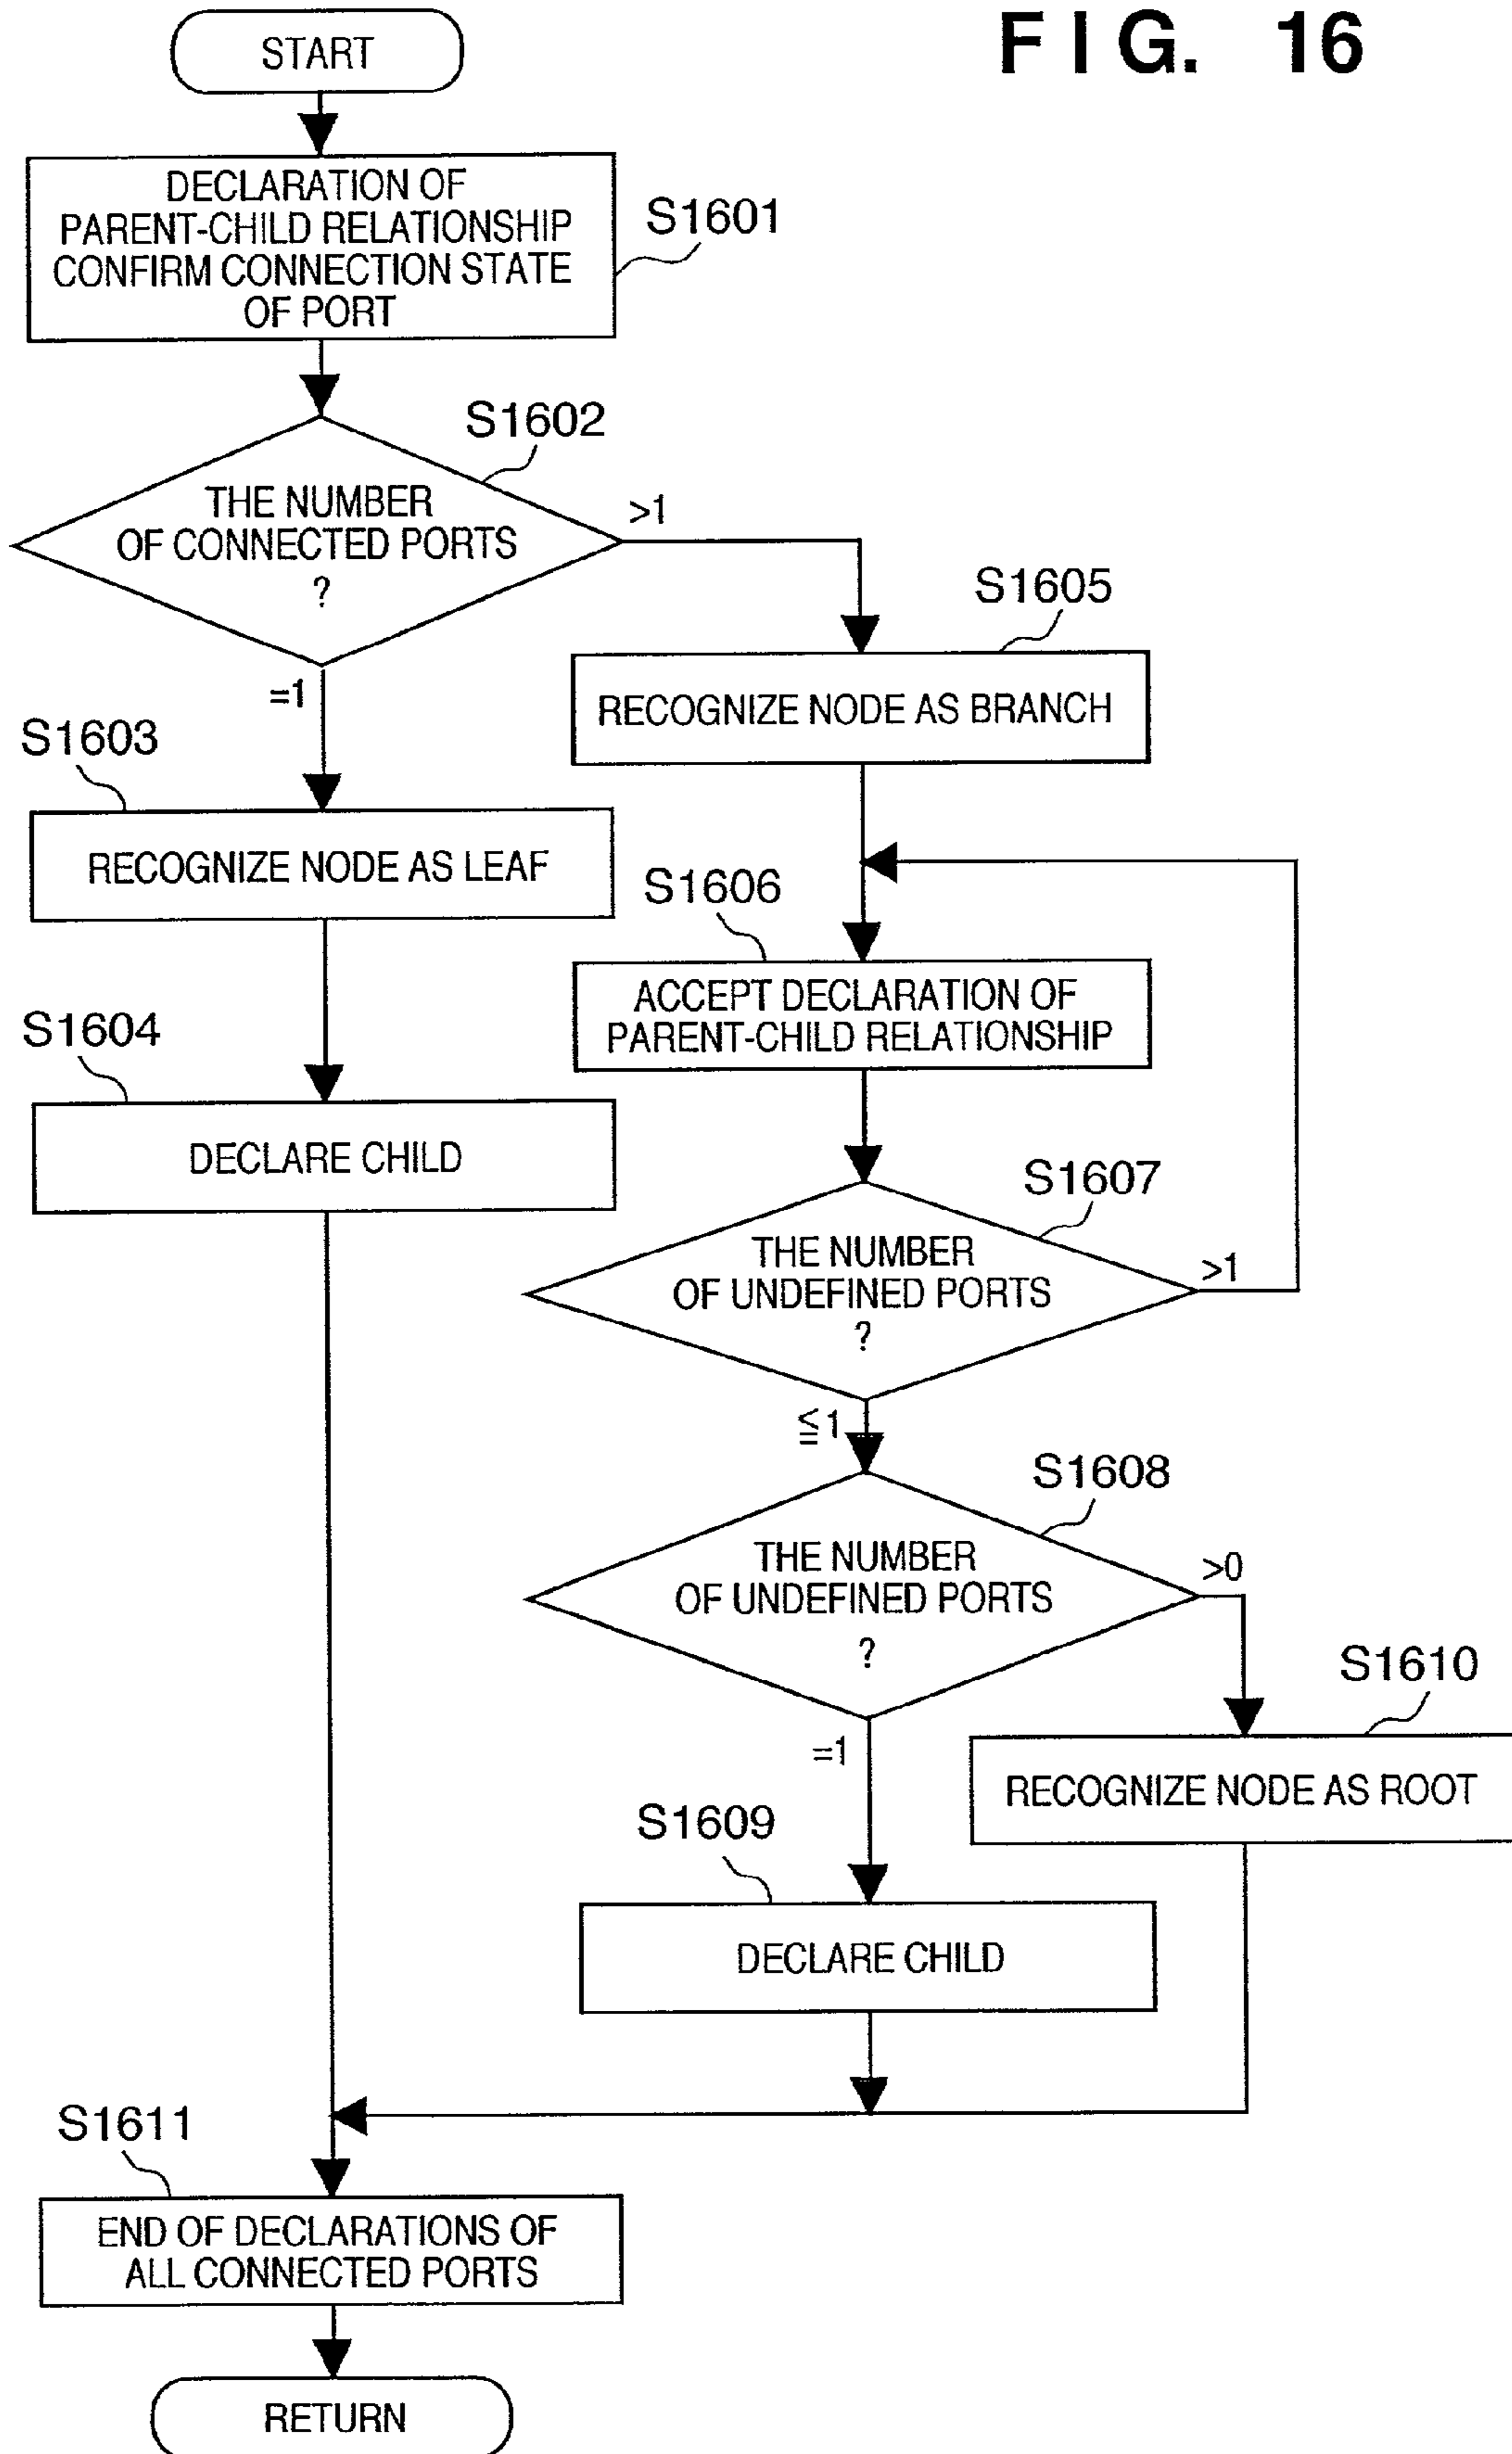 FIG. 16
START
DECLARATION OF
PARENT-CHILD RELATIONSHIP
CONFIRM CONNECTION STATE
OF PORT
S1601
S1602
THE NUMBER
OF CONNECTED PORTS
?
>1
=1
S1603
RECOGNIZE NODE AS LEAF
S1604
DECLARE CHILD
S1605
RECOGNIZE NODE AS BRANCH
S1606
ACCEPT DECLARATION OF
PARENT-CHILD RELATIONSHIP
S1607
THE NUMBER
OF UNDEFINED PORTS
?
>1
≦1
S1608
THE NUMBER
OF UNDEFINED PORTS
?
>0
=1
S1610
RECOGNIZE NODE AS ROOT
S1609
DECLARE CHILD
S1611
END OF DECLARATIONS OF
ALL CONNECTED PORTS
RETURN